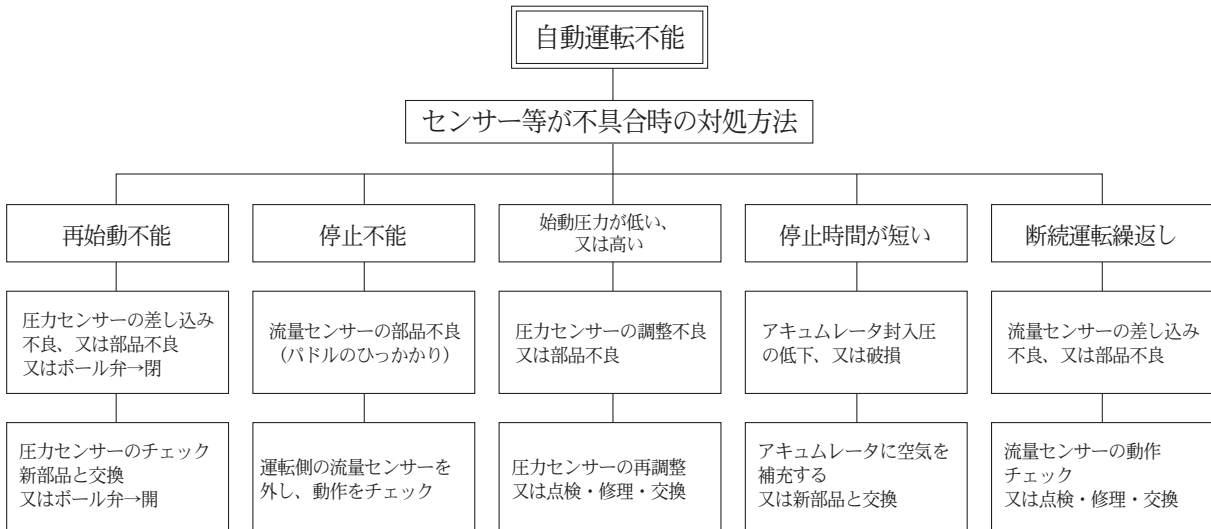 自動運転不能
センサー等が不具合時の対処方法
再始動不能
停止不能
始動圧力が低い、
又は高い
停止時間が短い
断続運転繰返し
圧力センサーの差し込み
不良、又は部品不良
又はボール弁→閉
流量センサーの部品不良
（パドルのひっかかり）
圧力センサーの調整不良
又は部品不良
アキュムレータ封入圧
の低下、又は破損
流量センサーの差し込み
不良、又は部品不良
圧力センサーのチェック
新部品と交換
又はボール弁→開
運転側の流量センサーを
外し、動作をチェック
圧力センサーの再調整
又は点検・修理・交換
アキュムレータに空気を
補充する
又は新部品と交換
流量センサーの動作
チェック
又は点検・修理・交換